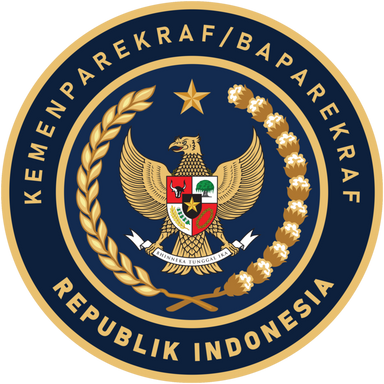 KEMENPAREKRAF/BAPAREKRAF
BHINNEKA TUNGGAL IKA
REPUBLIK INDONESIA